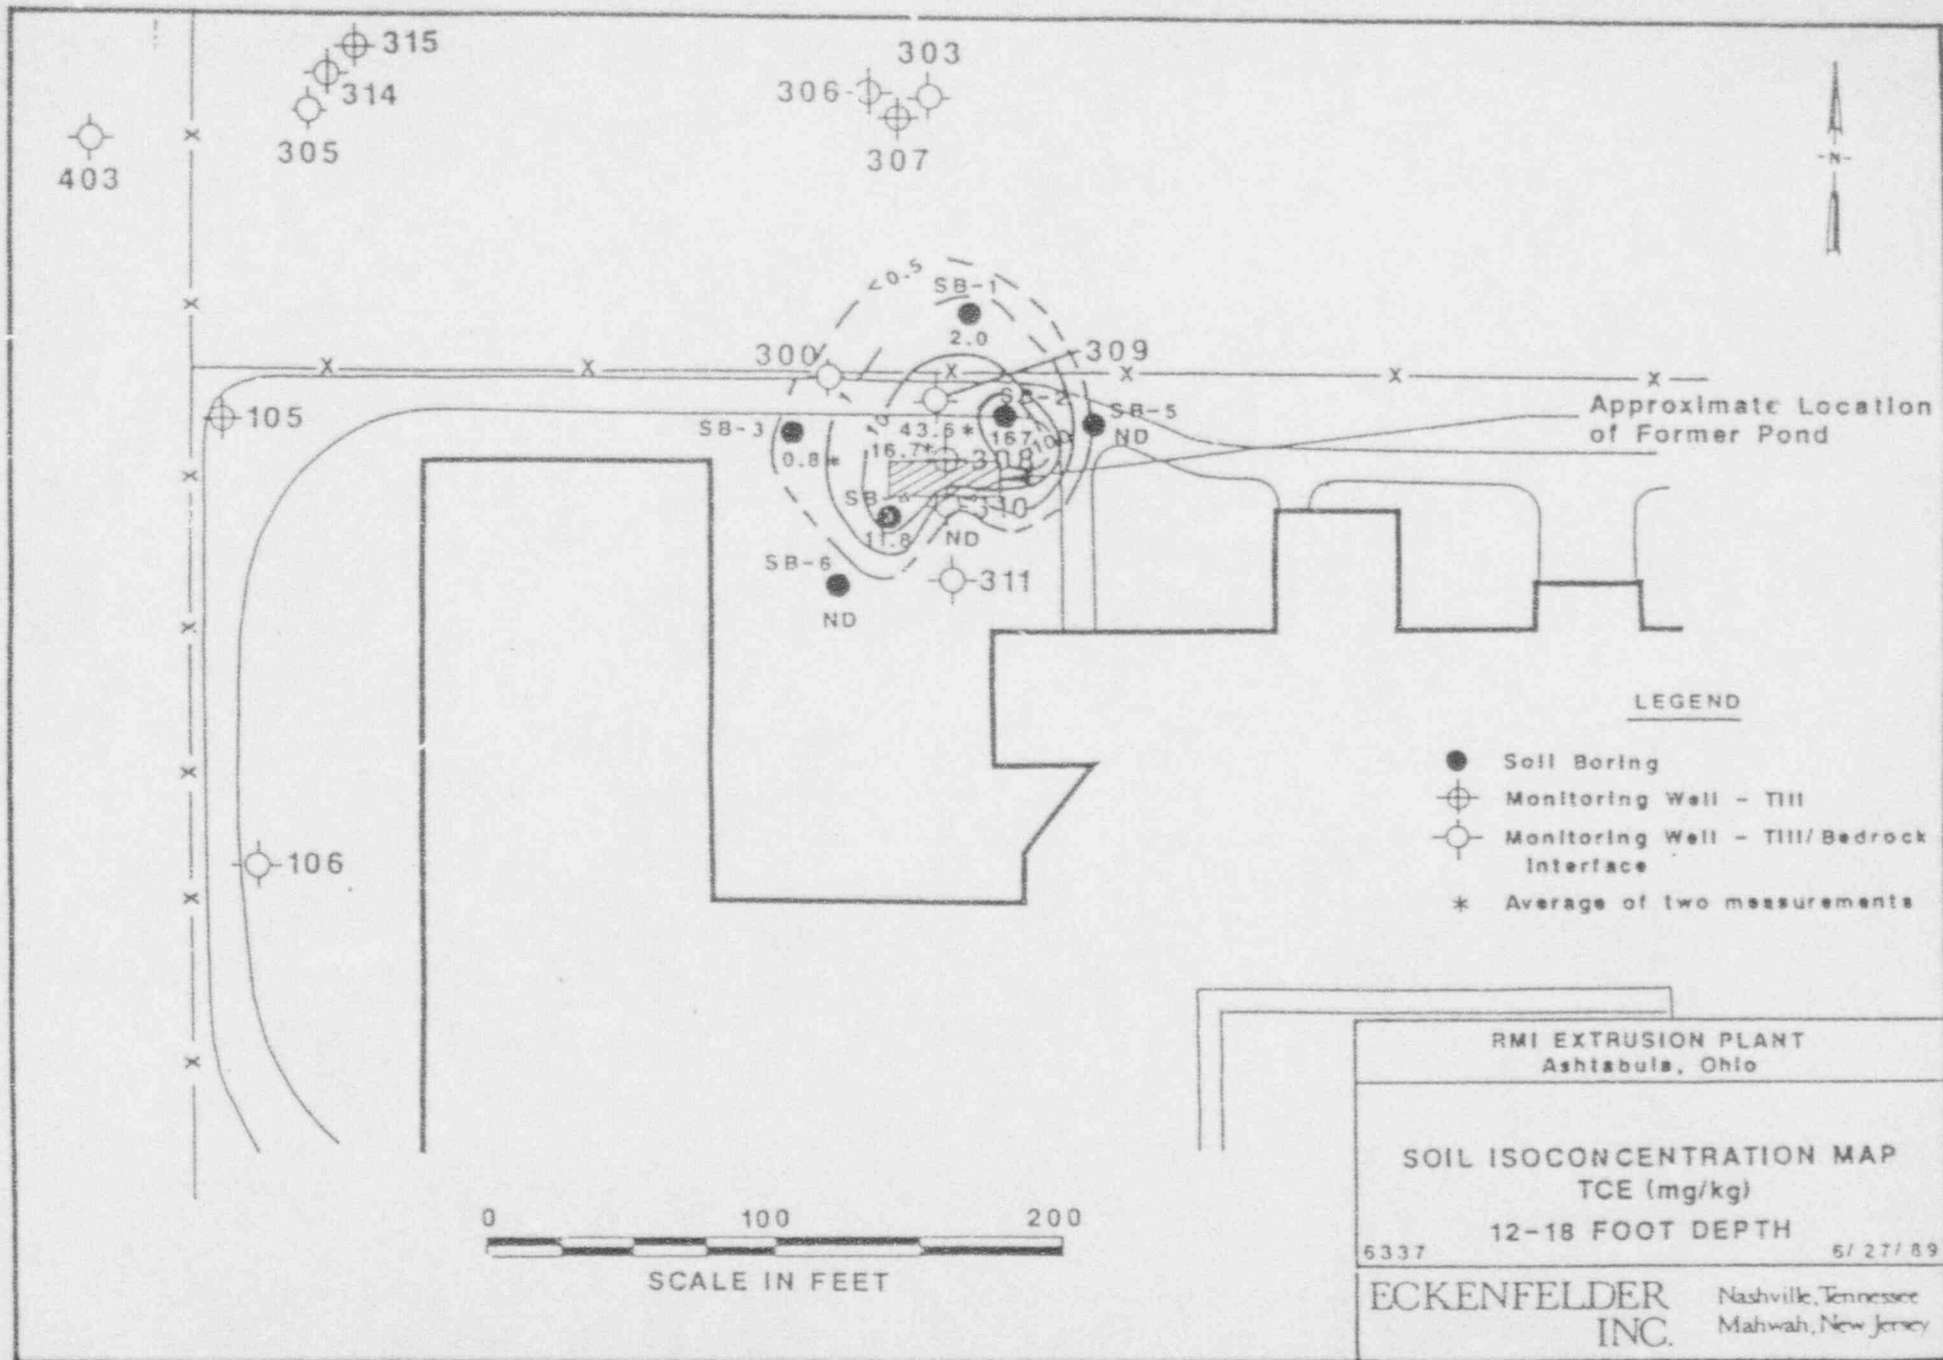 315
314
305
403
303
306
307
<0.5
SB-1
2.0
300
309
105
SB-3
0.8*
1
10
43.5*
16.7*
SB-2
167
100
308
SB-5
ND
Approximate Location
of Former Pond
11.8
310
ND
SB-6
ND
311
106
LEGEND
Soil Boring
Monitoring Well - Till
Monitoring Well - Till/Bedrock
Interface
* Average of two measurements
RMI EXTRUSION PLANT
Ashtabula, Ohio
SOIL ISOCONCENTRATION MAP
TCE (mg/kg)
12-18 FOOT DEPTH
6337
6/27/89
ECKENFELDER
INC.
Nashville, Tennessee
Mahwah, New Jersey
0 100 200
SCALE IN FEET
-N-
X X X X X X X X X X X X X X